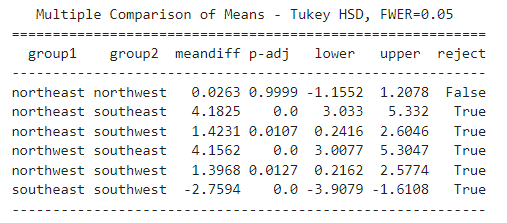 Multiple Comparison of Means - Tukey HSD, FWER=0.05
==========================================================
group1 group2 meandiff p-adj lower upper reject
----------------------------------------------------------
northeast northwest 0.0263 0.9999 -1.1552 1.2078 False
northeast southeast 4.1825 0.0 3.033 5.332 True
northeast southwest 1.4231 0.0107 0.2416 2.6046 True
northwest southeast 4.1562 0.0 3.0077 5.3047 True
northwest southwest 1.3968 0.0127 0.2162 2.5774 True
southeast southwest -2.7594 0.0 -3.9079 -1.6108 True
----------------------------------------------------------